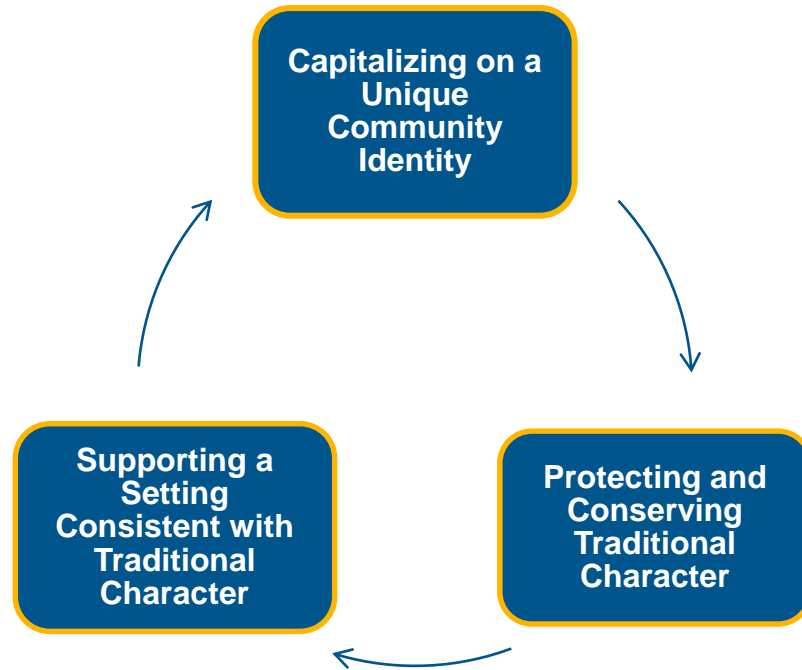 Capitalizing on a
Unique
Community
Identity
Protecting and
Conserving
Traditional
Character
Supporting a
Setting
Consistent with
Traditional
Character